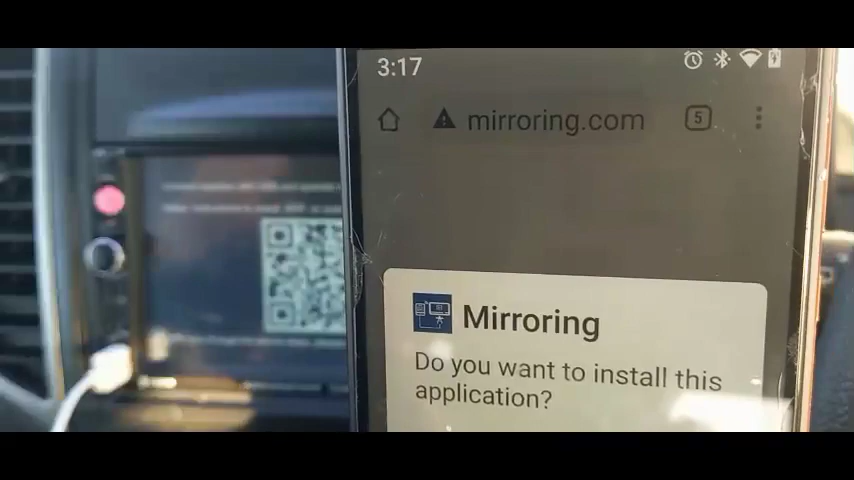 3:17
mirroring.com
5
Mirroring
Do you want to install this
application?